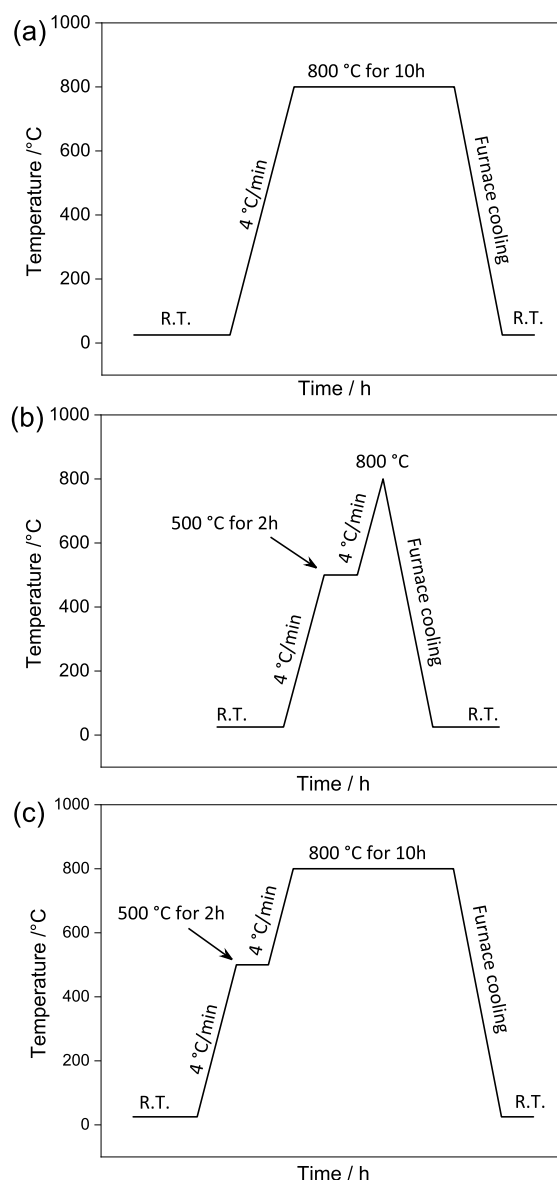 (a)
1000
800
600
400
200
0
Temperature /°C
800 °C for 10h
4 °C/min
Furnace cooling
R.T.
R.T.
Time / h
(b)
1000
800
600
400
200
0
Temperature /°C
800 °C
500 °C for 2h
4 °C/min
4 °C/min
Furnace cooling
R.T.
R.T.
Time / h
(c)
1000
800
600
400
200
0
Temperature /°C
800 °C for 10h
500 °C for 2h
4 °C/min
4 °C/min
Furnace cooling
R.T.
R.T.
Time / h